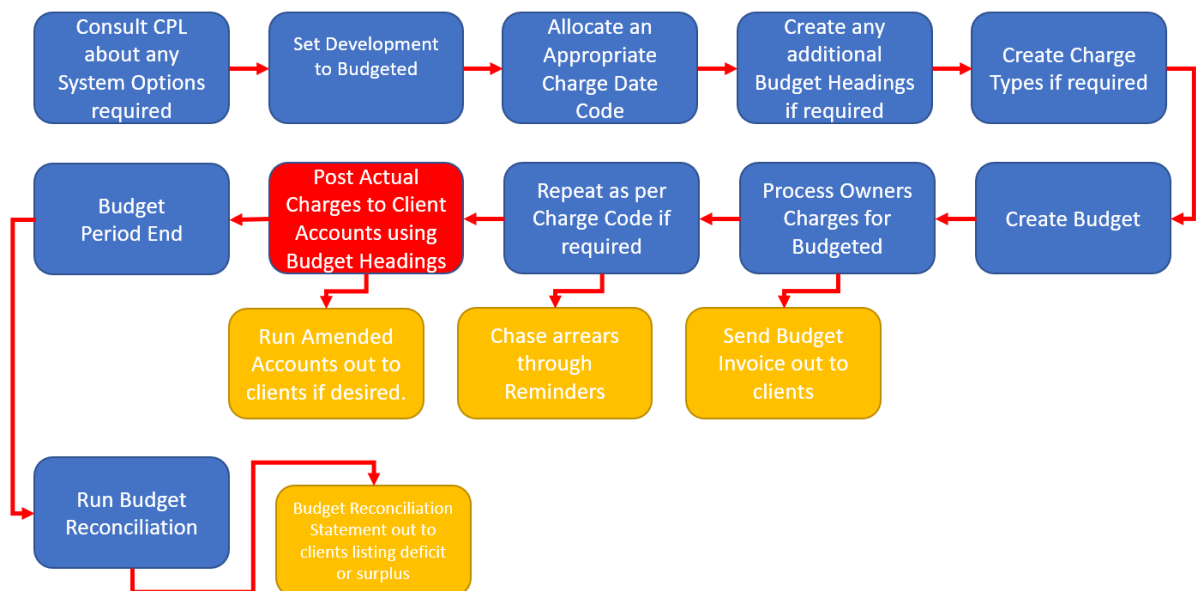 Consult CPL
about any
System Options
required
Set Development
to Budgeted
Allocate an
Appropriate
Charge Date
Code
Create any
additional
Budget Headings
if required
Create Charge
Types if required
Budget
Period End
Post Actual
Charges to Client
Accounts using
Budget Headings
Repeat as per
Charge Code if
required
Process Owners
Charges for
Budgeted
Create Budget
Run Amended
Accounts out to
clients if desired.
Chase arrears
through
Reminders
Send Budget
Invoice out to
clients
Run Budget
Reconciliation
Budget Reconciliation
Statement out to
clients listing deficit
or surplus